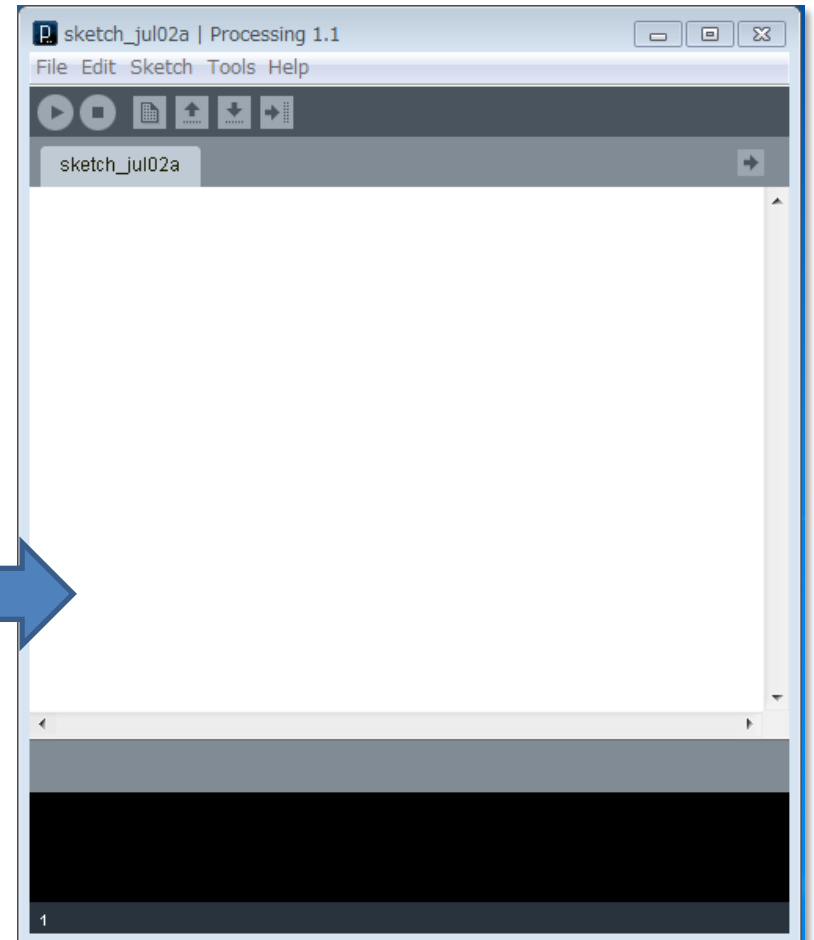 sketch_jul02a | Processing 1.1
File Edit Sketch Tools Help
sketch_jul02a
1